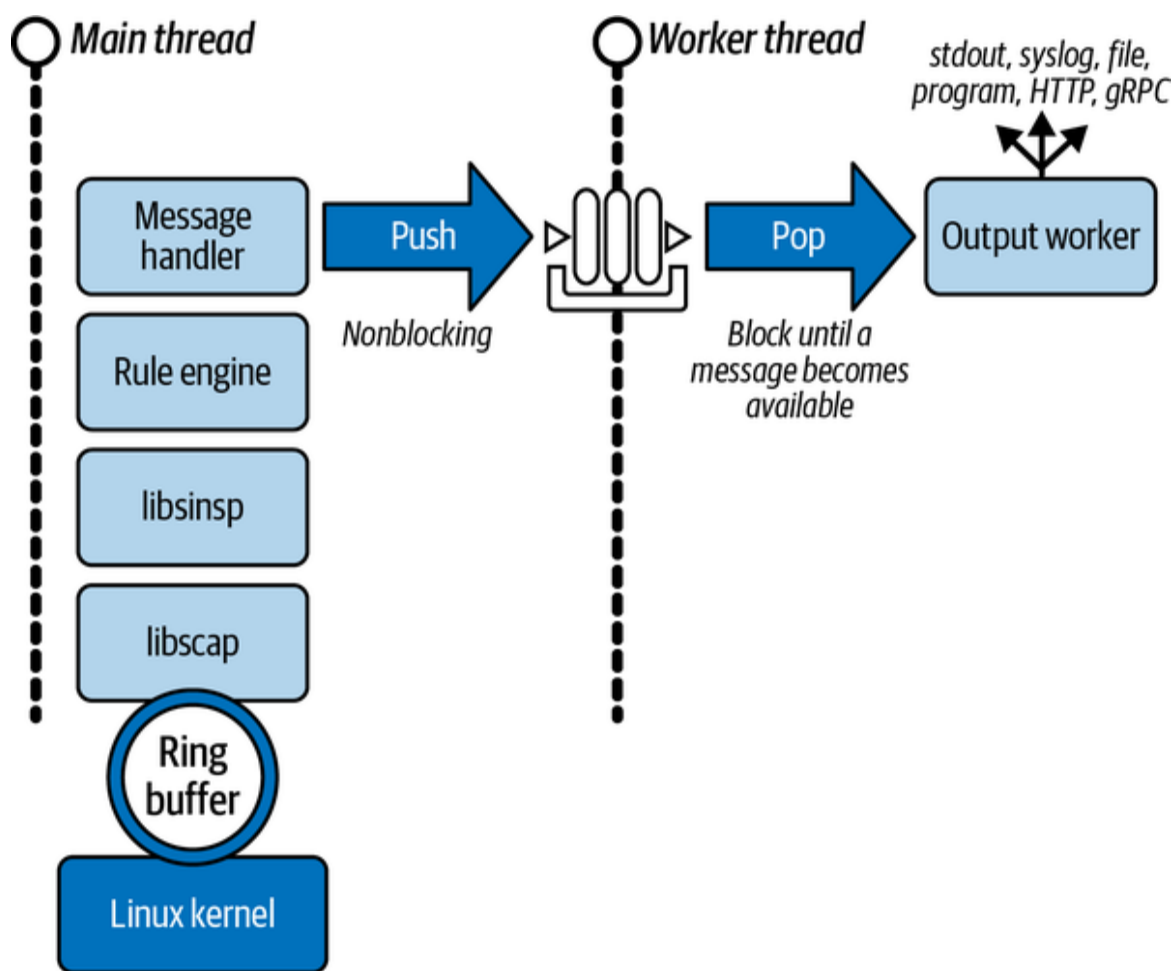 Main thread
Worker thread
stdout, syslog, file,
program, HTTP, gRPC
Message
handler
Push
Pop
Output worker
Nonblocking
Block until a
message becomes
available
Rule engine
libsinsp
libscap
Ring
buffer
Linux kernel